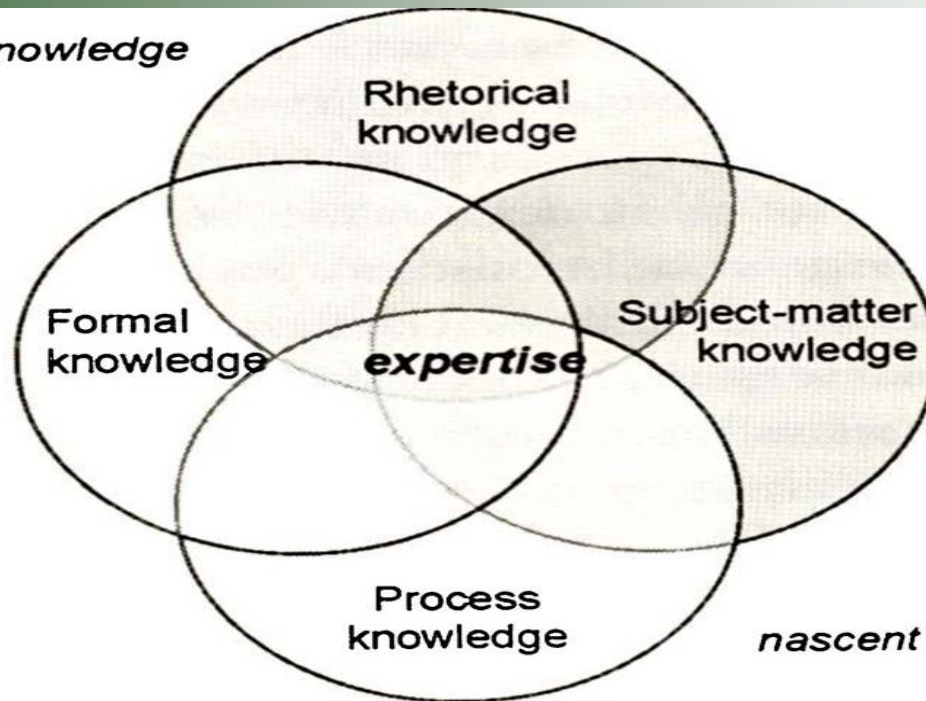 nowledge
Rhetorical
knowledge
Formal
knowledge
expertise
Subject-matter
knowledge
Process
knowledge
nascent